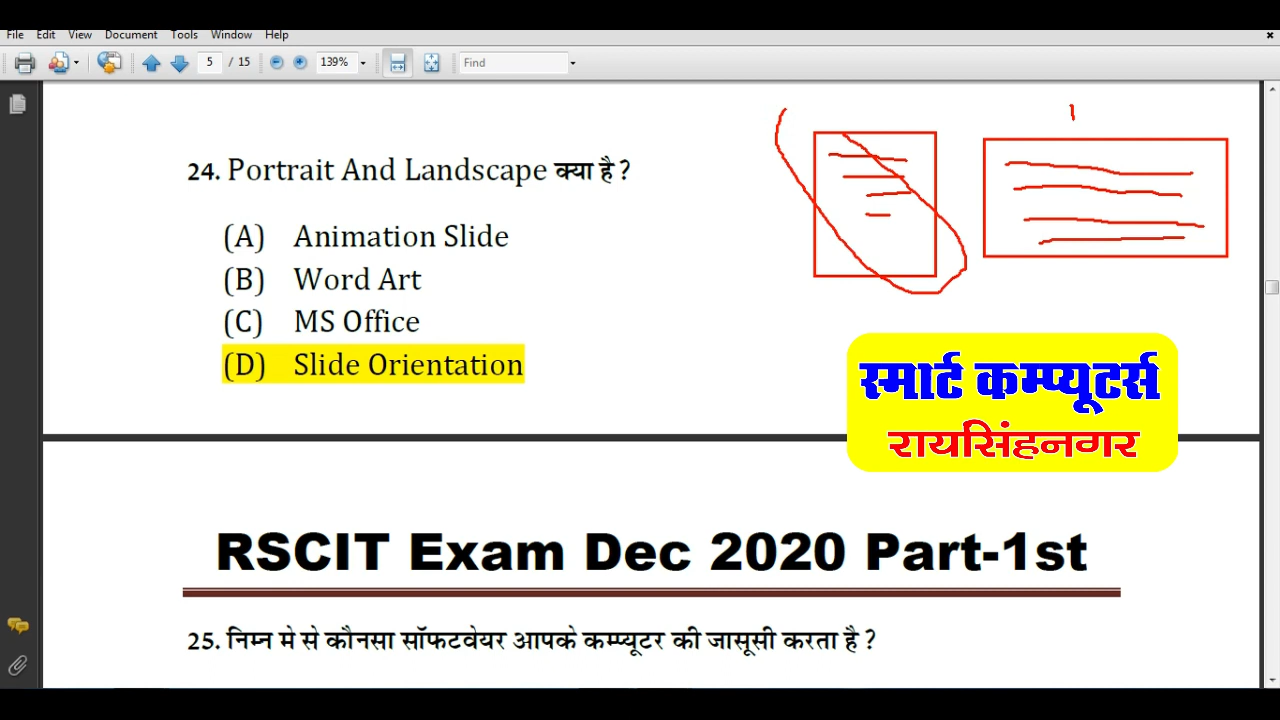 File Edit View Document Tools Window Help
5 / 15 139% Find
24. Portrait And Landscape क्या है ?
(A) Animation Slide
(B) Word Art
(C) MS Office
(D) Slide Orientation
स्मार्ट कम्प्यूटर्स
रायसिंहनगर
RSCIT Exam Dec 2020 Part-1st
25. निम्न मे से कौनसा सॉफटवेयर आपके कम्प्यूटर की जासूसी करता है ?